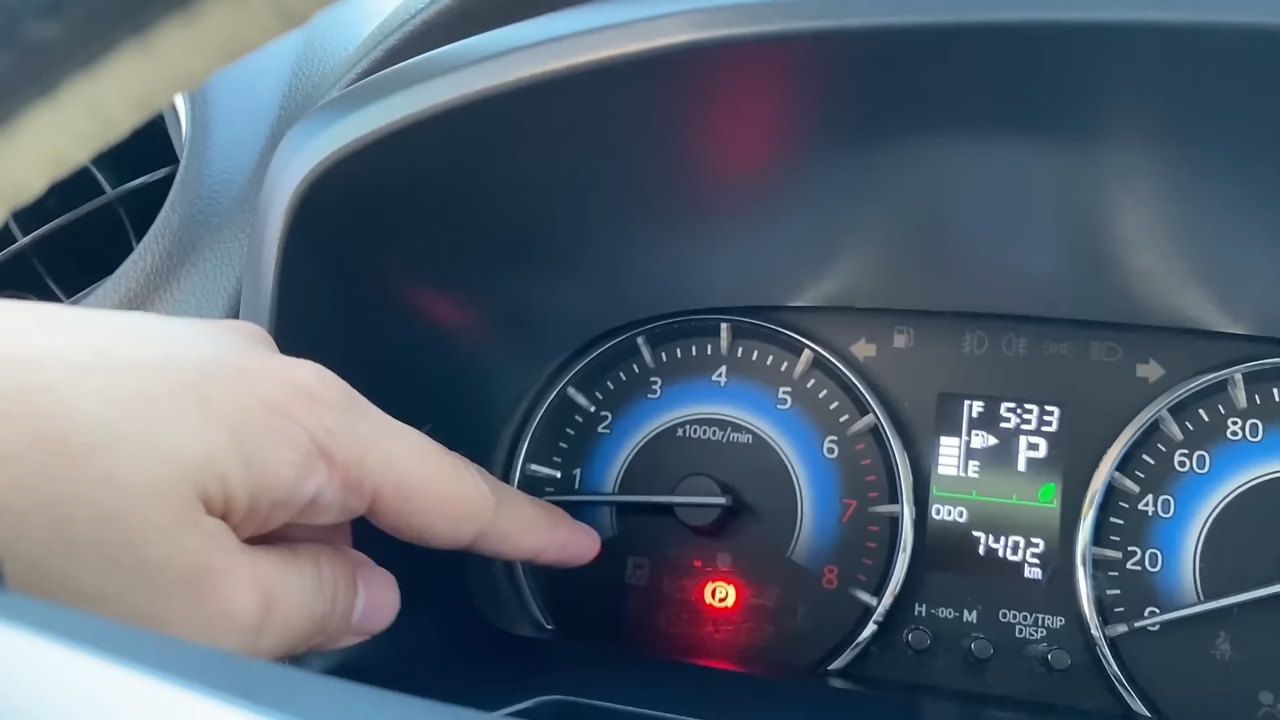 1 2 3 4 5 6 7 8
x1000r/min
P
F 5:33
P
E
ODO
7402
km
H -:00- M
ODO/TRIP
DISP
20 40 60 80